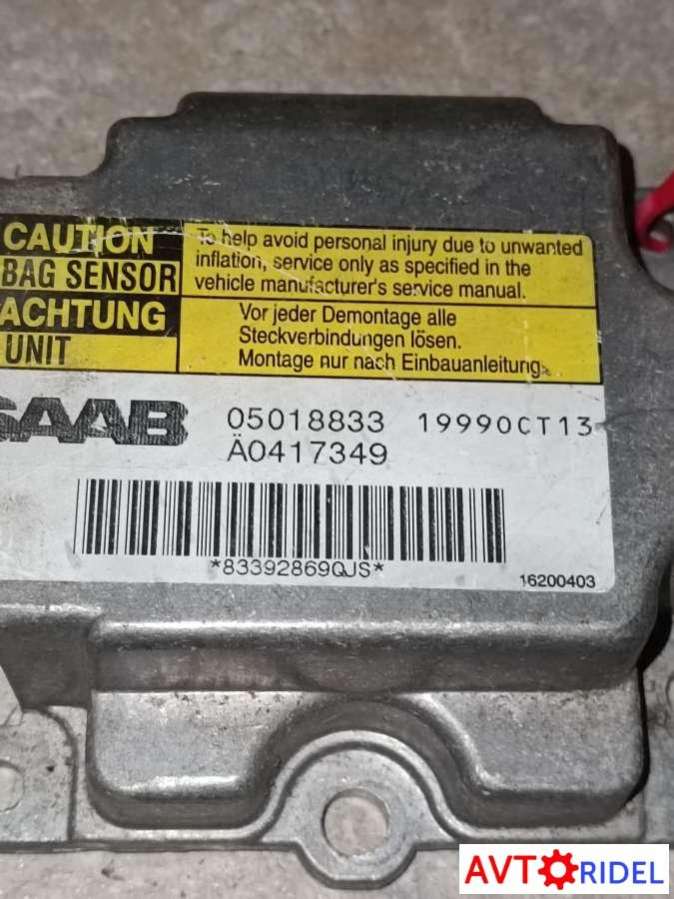 CAUTION
BAG SENSOR
To help avoid personal injury due to unwanted
inflation, service only as specified in the
vehicle manufacturer's service manual.
ACHTUNG
UNIT
Vor jeder Demontage alle
Steckverbindungen lösen.
Montage nur nach Einbauanleitung.
SAAB
05018833 19990CT13
Ä0417349
*83392869QJS*
16200403
AVTORIDEL